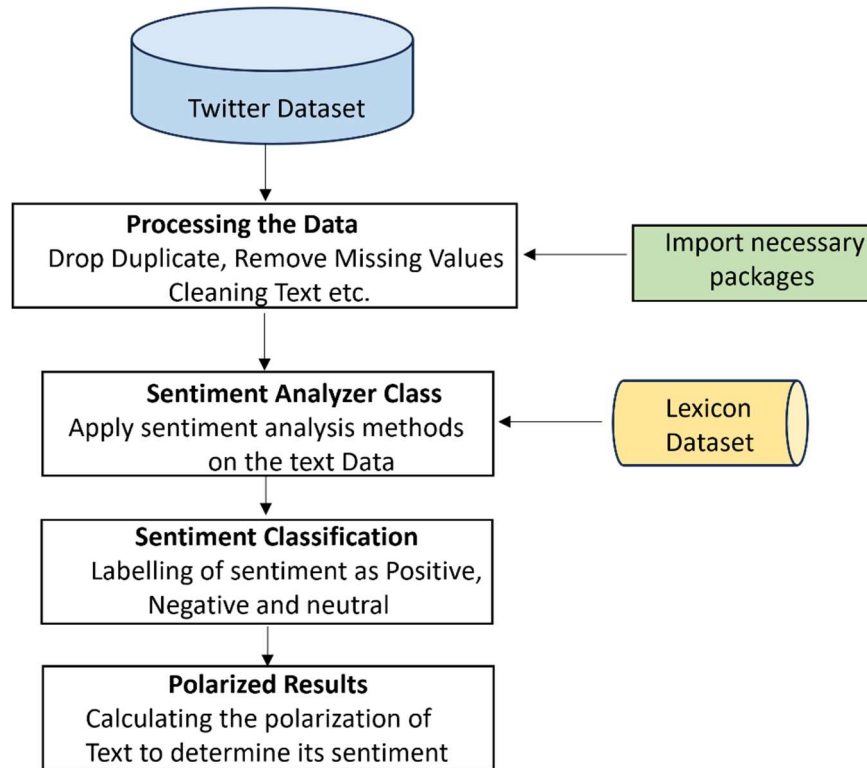 Twitter Dataset
Processing the Data
Drop Duplicate, Remove Missing Values
Cleaning Text etc.
Import necessary
packages
Sentiment Analyzer Class
Apply sentiment analysis methods
on the text Data
Lexicon
Dataset
Sentiment Classification
Labelling of sentiment as Positive,
Negative and neutral
Polarized Results
Calculating the polarization of
Text to determine its sentiment